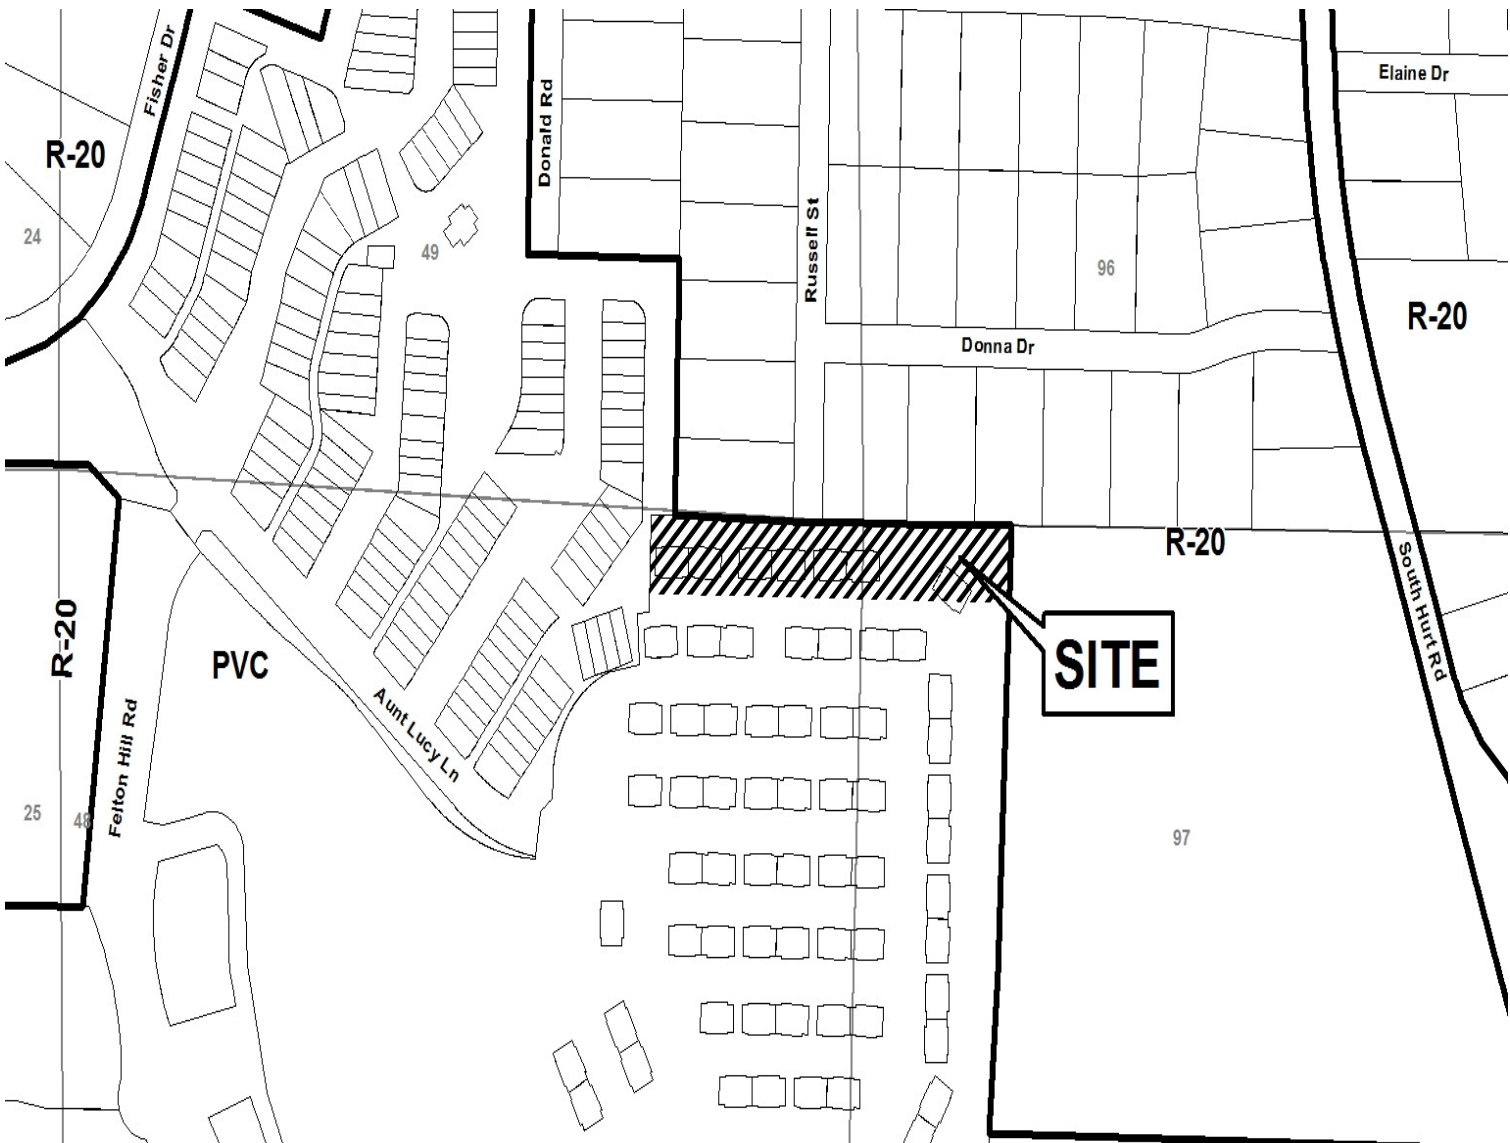 Elaine Dr
Fisher Dr
Donald Rd
R-20
24
49
Russell St
96
R-20
Donna Dr
R-20
South Hurt Rd
R-20
PVC
SITE
Aunt Lucy Ln
Felton Hill Rd
25
48
97